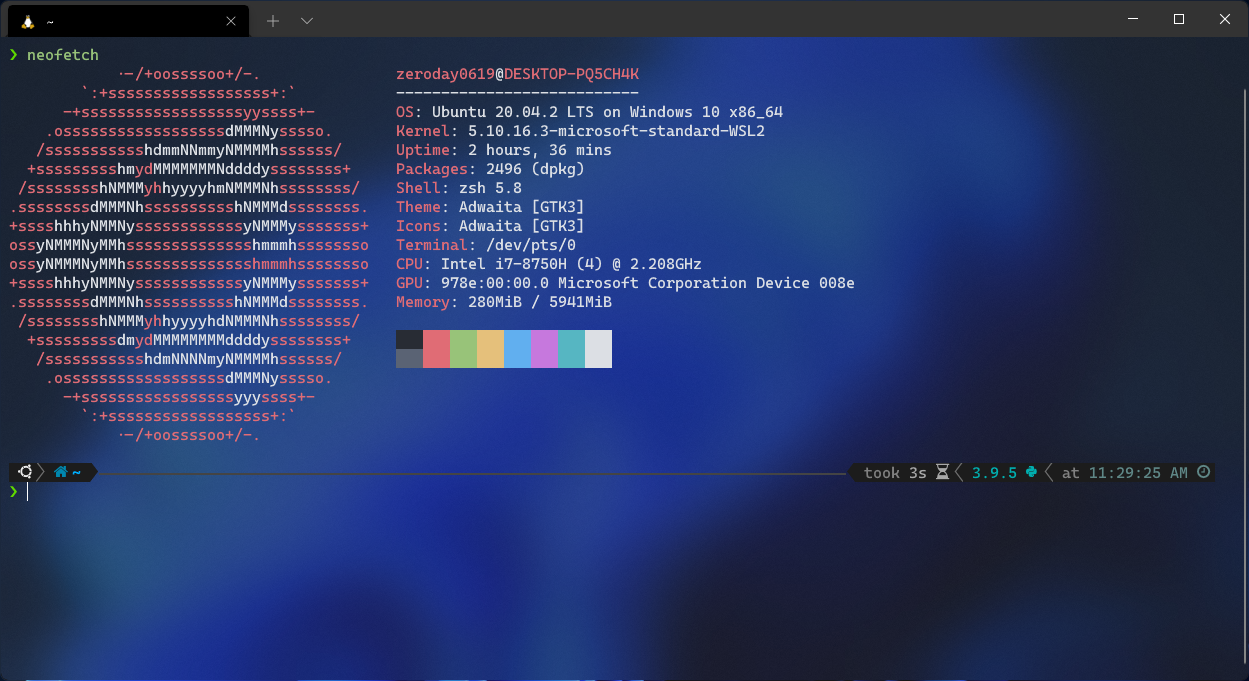 ~
❯ neofetch
·-/+oossssoo+/-.
`:+ssssssssssssssssss+:`
-+ssssssssssssssssssyyssss+-
.ossssssssssssssssssdMMMNysssso.
/ssssssssssshdmmNNmmyNMMMMhssssss/
+ssssssssshmydMMMMMMMNddddyssssssss+
/sssssssshNMMMyhhyyyyhmNMMMNhssssssss/
.ssssssssdMMMNhsssssssssshNMMMdssssssss.
+sssshhhyNMMNyssssssssssssyNMMMysssssss+
ossyNMMMNyMMhsssssssssssssshmmmhssssssso
ossyNMMMNyMMhsssssssssssssshmmmhssssssso
+sssshhhyNMMNyssssssssssssyNMMMysssssss+
.ssssssssdMMMNhsssssssssshNMMMdssssssss.
/sssssssshNMMMyhhyyyyhdNMMMNhssssssss/
+sssssssssdmydMMMMMMMMddddyssssssss+
/ssssssssssshdmNNNNmyNMMMMhssssss/
.ossssssssssssssssssdMMMNysssso.
-+sssssssssssssssssyyyssss+-
`:+ssssssssssssssssss+:`
·-/+oossssoo+/-.
zeroday0619@DESKTOP-PQ5CH4K
---------------------------
OS: Ubuntu 20.04.2 LTS on Windows 10 x86_64
Kernel: 5.10.16.3-microsoft-standard-WSL2
Uptime: 2 hours, 36 mins
Packages: 2496 (dpkg)
Shell: zsh 5.8
Theme: Adwaita [GTK3]
Icons: Adwaita [GTK3]
Terminal: /dev/pts/0
CPU: Intel i7-8750H (4) @ 2.208GHz
GPU: 978e:00:00.0 Microsoft Corporation Device 008e
Memory: 280MiB / 5941MiB
~ took 3s 3.9.5 at 11:29:25 AM
❯